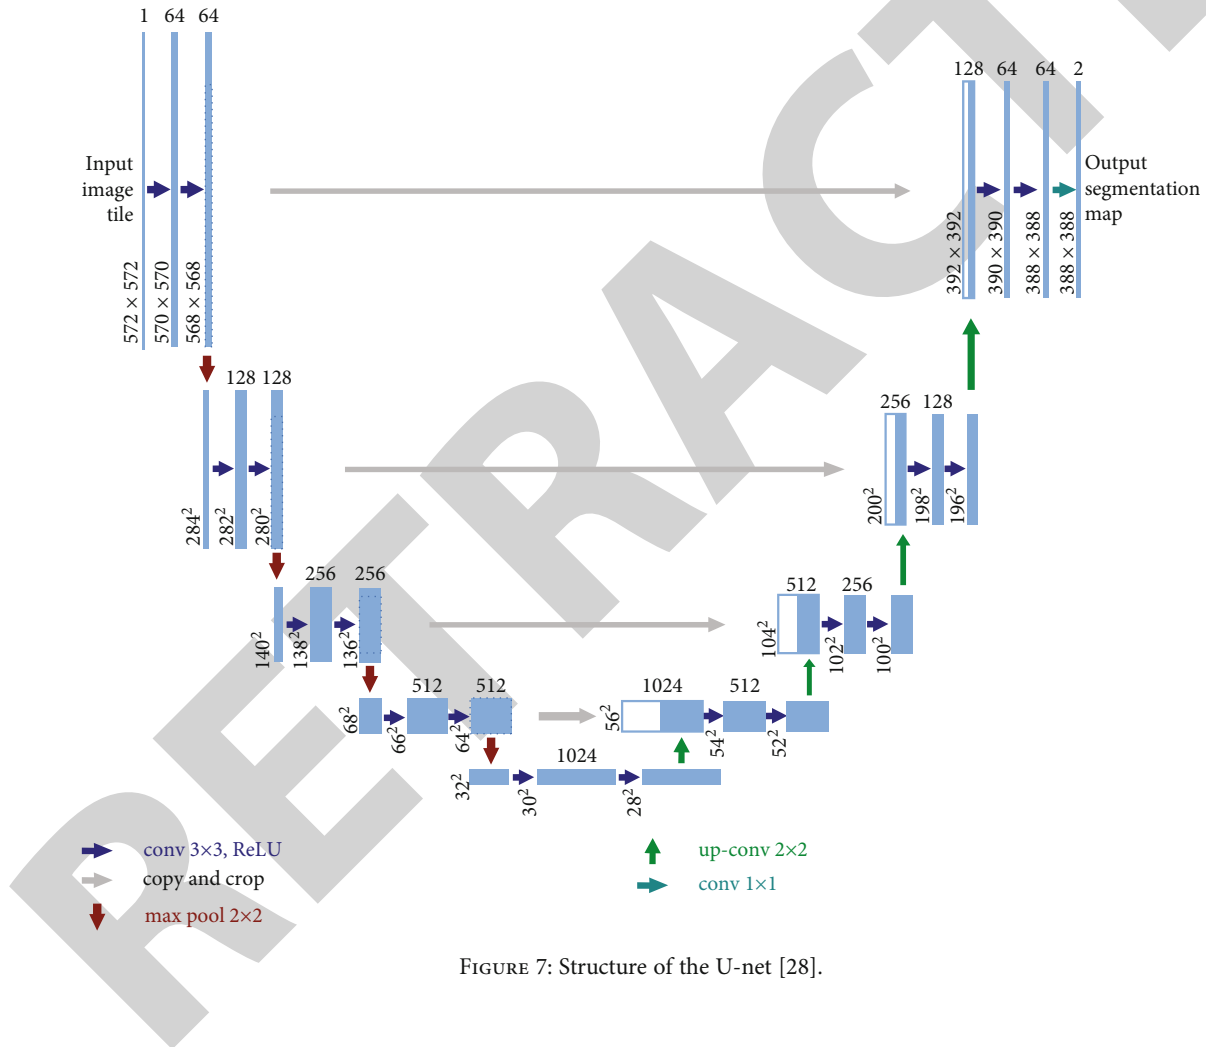 1 64 64
128 64 64 2
Input
image
tile
Output
segmentation
map
572 × 572
570 × 570
568 × 568
392 × 392
390 × 390
388 × 388
388 × 388
128 128
256 128
284²
282²
280²
200²
198²
196²
256 256
512 256
140²
138²
136²
104²
102²
100²
512 512
1024 512
68²
66²
64²
56²
54²
52²
1024
32²
30²
28²
conv 3×3, ReLU
copy and crop
max pool 2×2
up-conv 2×2
conv 1×1
FIGURE 7: Structure of the U-net [28].
RETRACTE